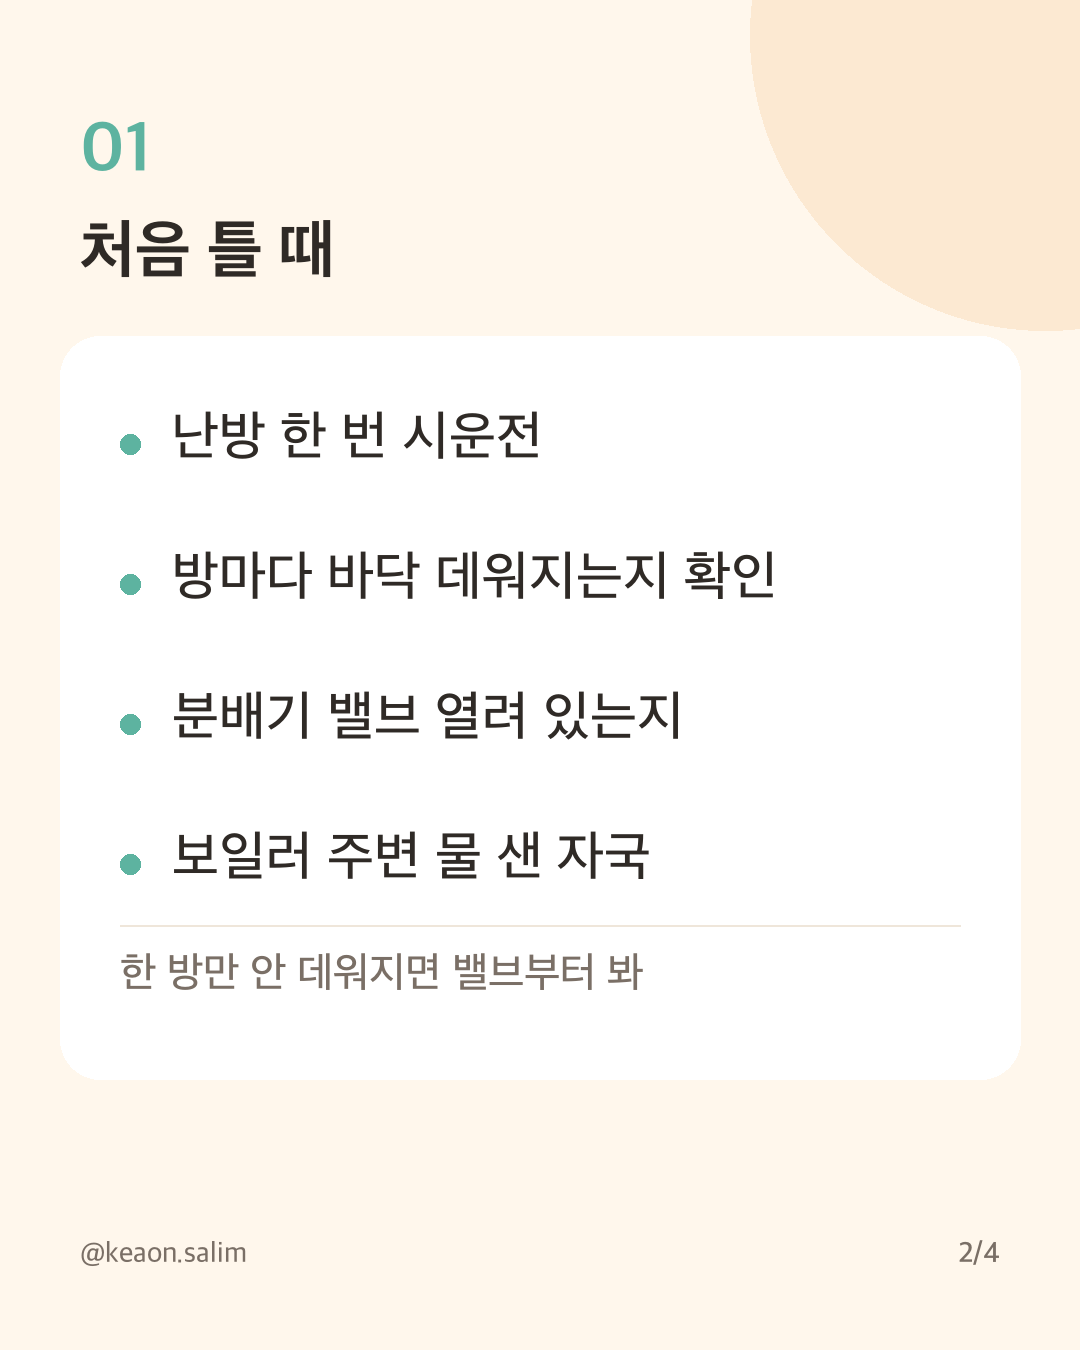 01
처음 틀 때
난방 한 번 시운전
방마다 바닥 데워지는지 확인
분배기 밸브 열려 있는지
보일러 주변 물 샌 자국
한 방만 안 데워지면 밸브부터 봐
@keaon.salim
2/4